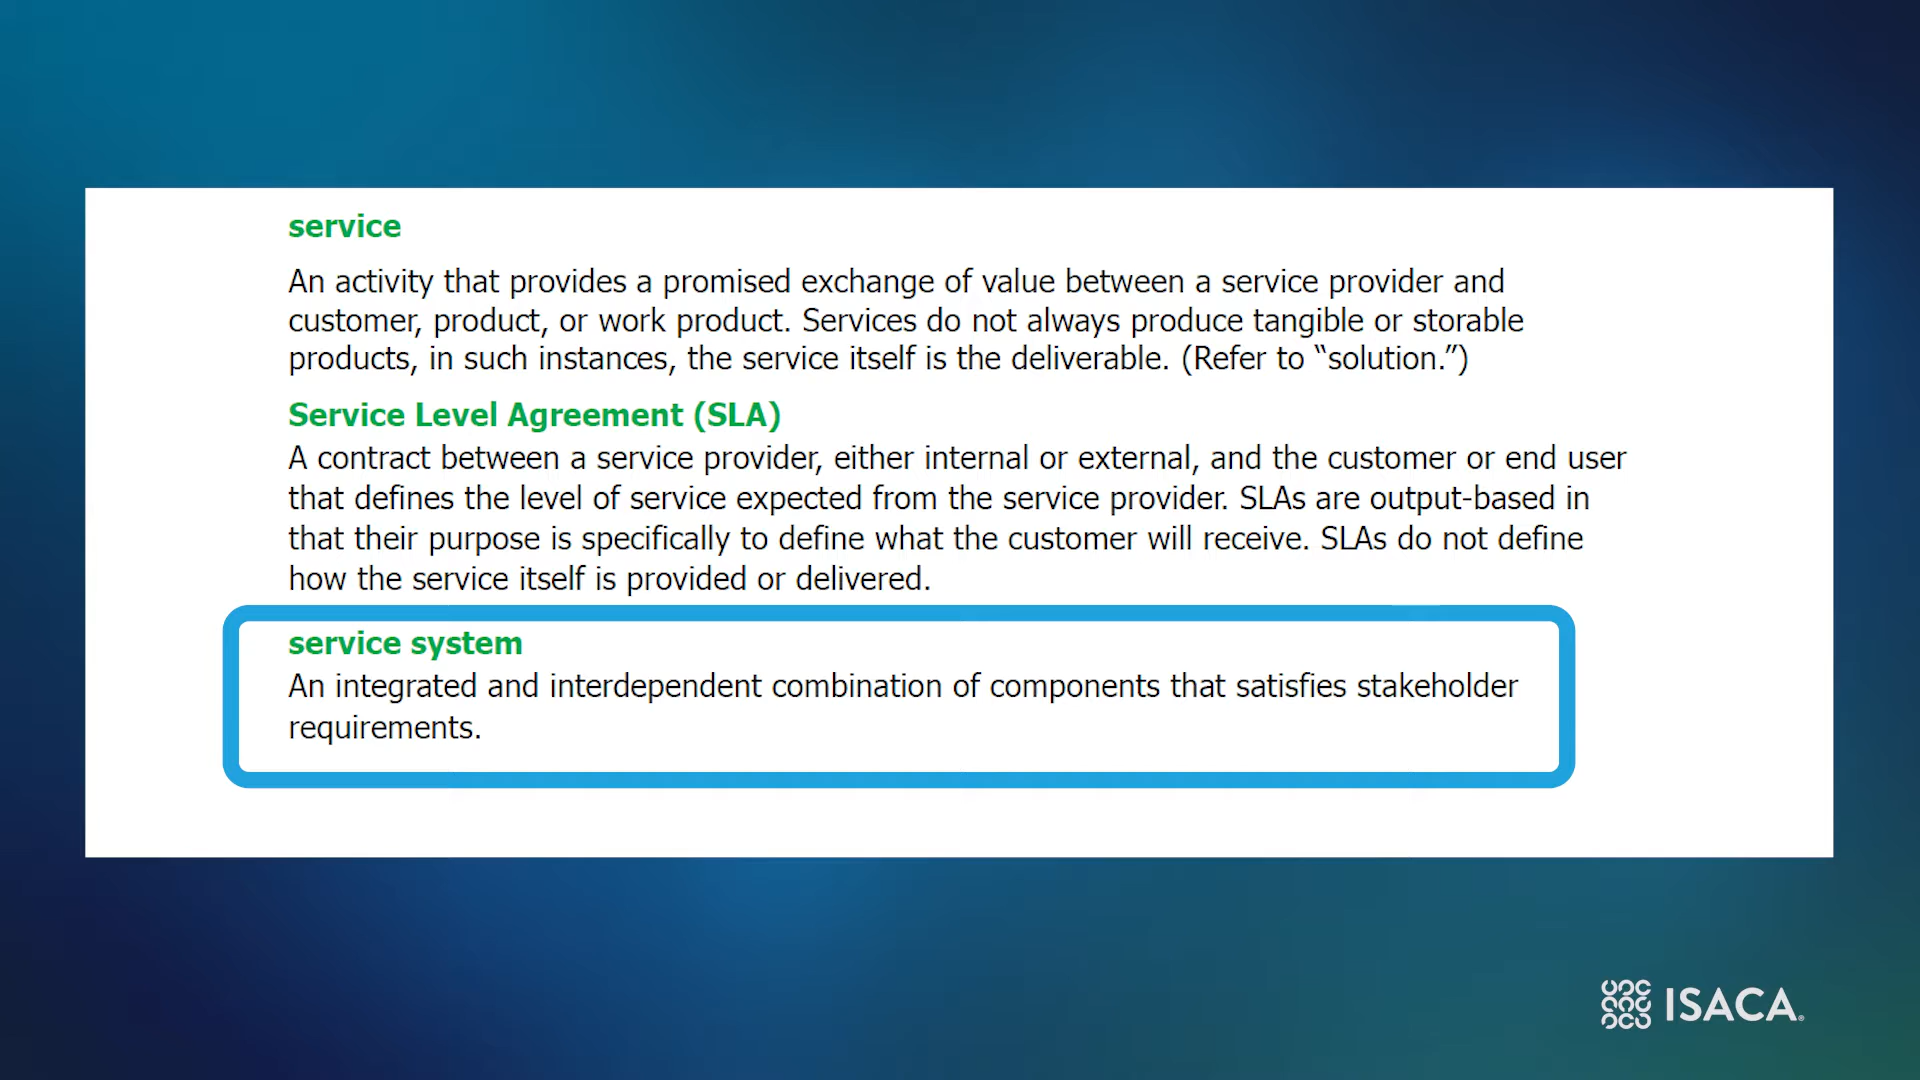 service
An activity that provides a promised exchange of value between a service provider and
customer, product, or work product. Services do not always produce tangible or storable
products, in such instances, the service itself is the deliverable. (Refer to “solution.”)
Service Level Agreement (SLA)
A contract between a service provider, either internal or external, and the customer or end user
that defines the level of service expected from the service provider. SLAs are output-based in
that their purpose is specifically to define what the customer will receive. SLAs do not define
how the service itself is provided or delivered.
service system
An integrated and interdependent combination of components that satisfies stakeholder
requirements.
ISACA®